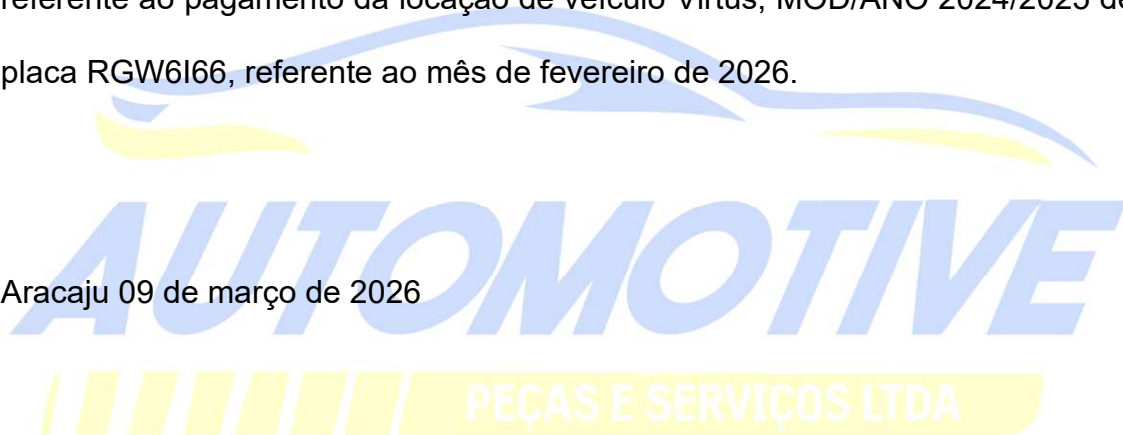 referente ao pagamento da locação de veículo Virtus, MOD/ANO 2024/2025 de
placa RGW6I66, referente ao mês de fevereiro de 2026.
AUTOMOTIVE
Aracaju 09 de março de 2026
PEÇAS E SERVIÇOS LTDA